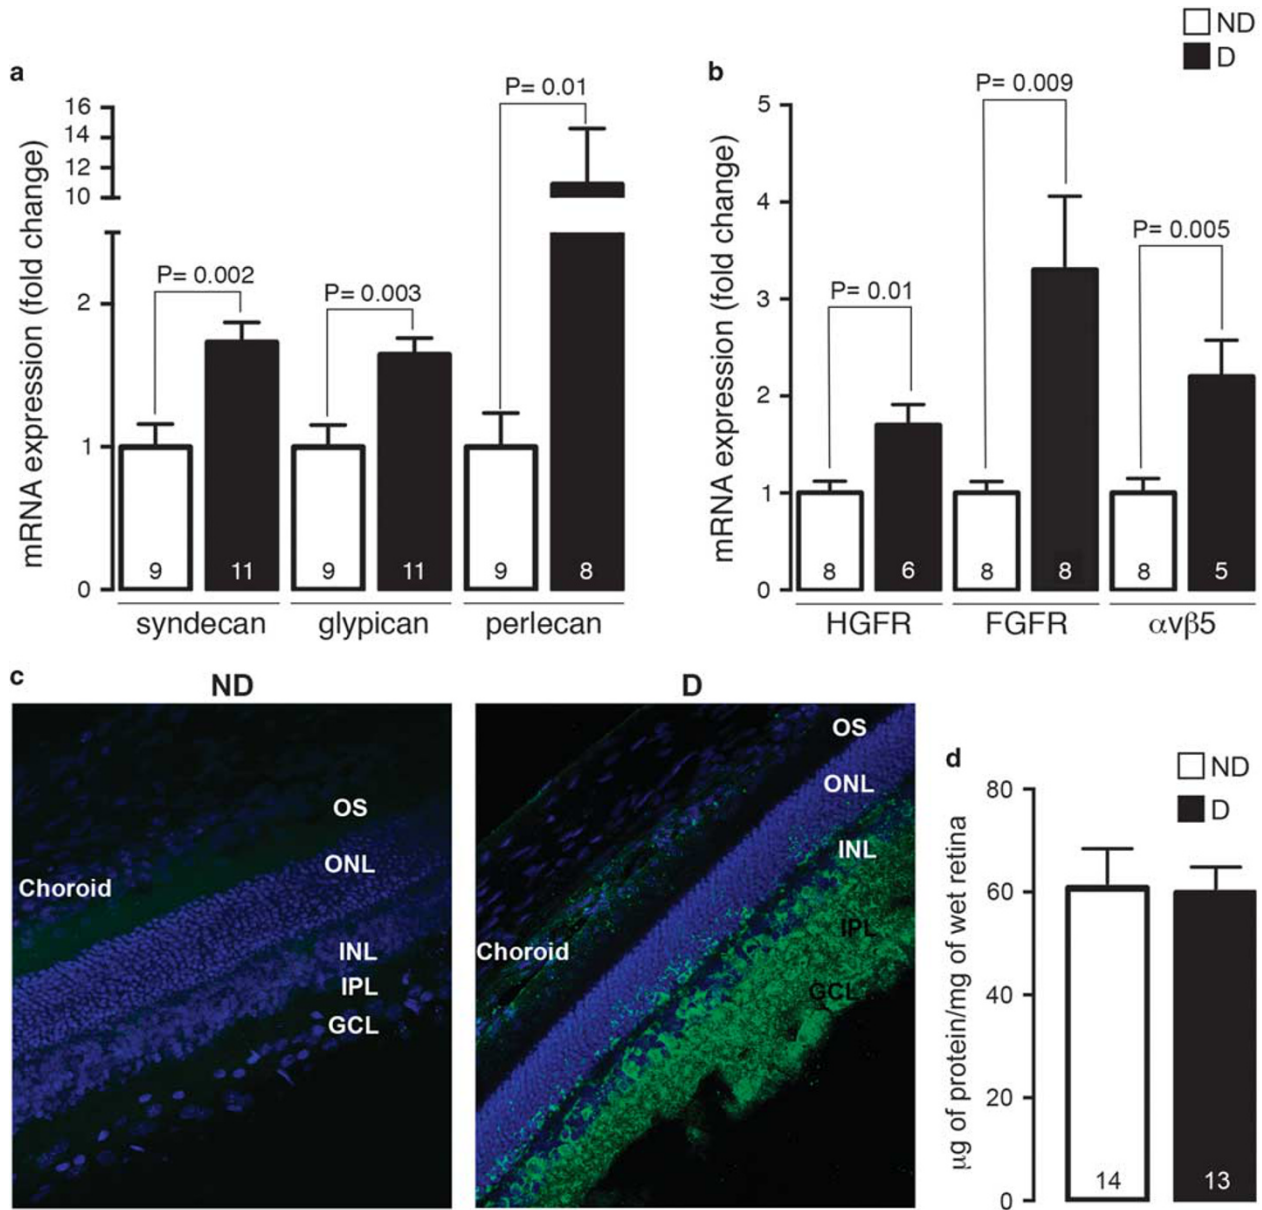 ND
D
a
mRNA expression (fold change)
16
14
12
10
2
1
0
P= 0.002
P= 0.003
P= 0.01
9
11
9
11
9
8
syndecan
glypican
perlecan
b
mRNA expression (fold change)
5
4
3
2
1
0
P= 0.01
P= 0.009
P= 0.005
8
6
8
8
8
5
HGFR
FGFR
αvβ5
c
ND
OS
ONL
Choroid
INL
IPL
GCL
D
OS
ONL
INL
IPL
Choroid
GCL
d
ND
D
µg of protein/mg of wet retina
80
60
40
20
0
14
13